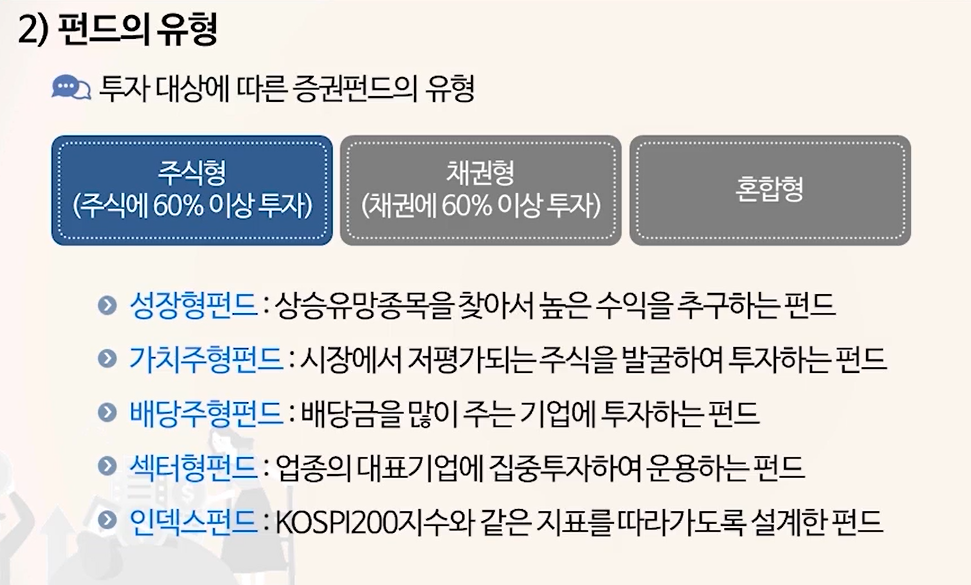 2) 펀드의 유형
투자 대상에 따른 증권펀드의 유형
주식형
(주식에 60% 이상 투자)
채권형
(채권에 60% 이상 투자)
혼합형
성장형펀드 : 상승유망종목을 찾아서 높은 수익을 추구하는 펀드
가치주형펀드 : 시장에서 저평가되는 주식을 발굴하여 투자하는 펀드
배당주형펀드 : 배당금을 많이 주는 기업에 투자하는 펀드
섹터형펀드 : 업종의 대표기업에 집중투자하여 운용하는 펀드
인덱스펀드 : KOSPI200지수와 같은 지표를 따라가도록 설계한 펀드